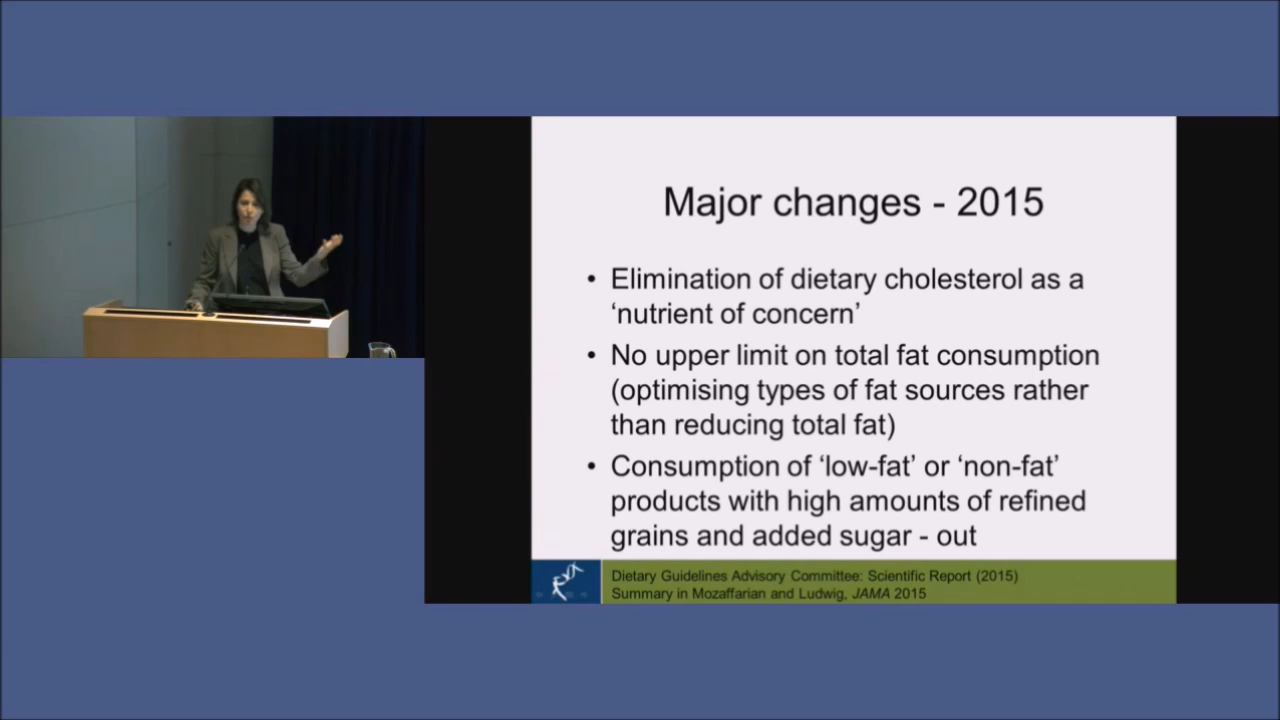 Major changes - 2015
• Elimination of dietary cholesterol as a
‘nutrient of concern’
• No upper limit on total fat consumption
(optimising types of fat sources rather
than reducing total fat)
• Consumption of ‘low-fat’ or ‘non-fat’
products with high amounts of refined
grains and added sugar - out
Dietary Guidelines Advisory Committee: Scientific Report (2015)
Summary in Mozaffarian and Ludwig, JAMA 2015